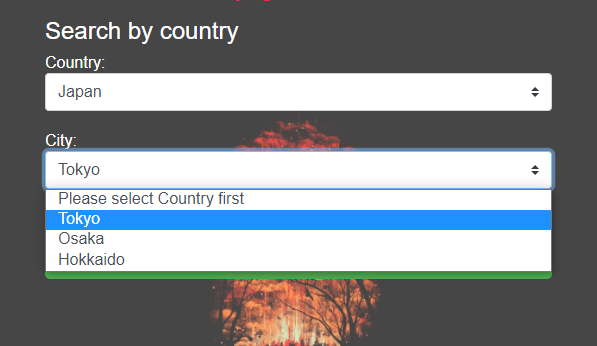 Search by country
Country:
Japan
City:
Tokyo
Please select Country first
Tokyo
Osaka
Hokkaido